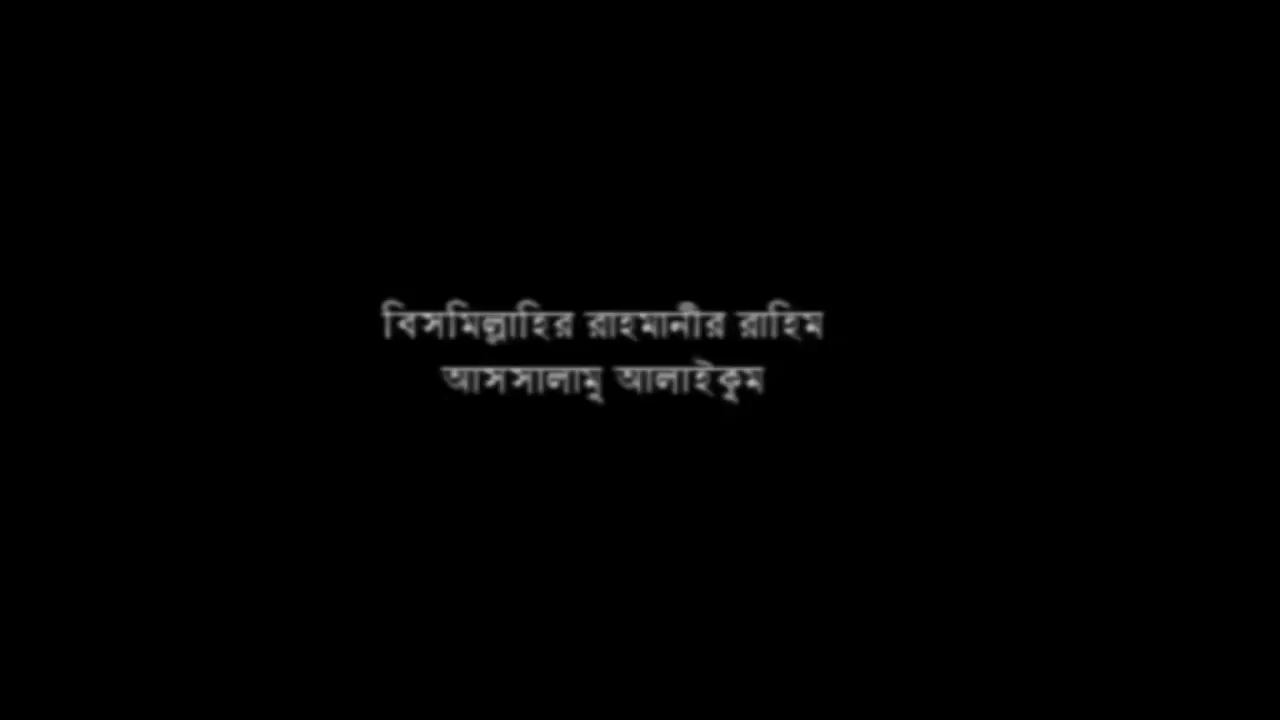 বিসমিল্লাহির রাহমানীর রাহিম
আসসালামু আলাইকুম